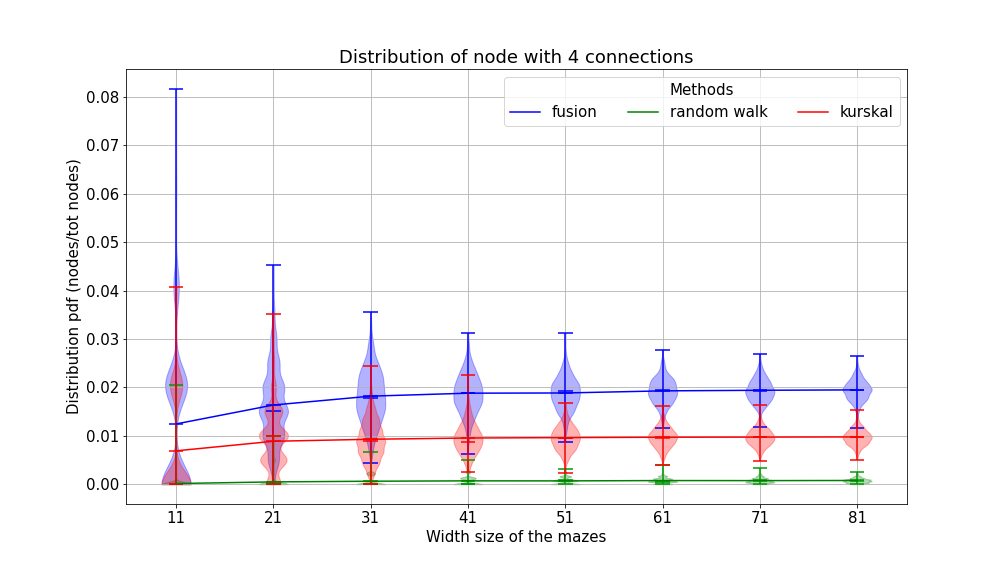 Distribution of node with 4 connections
Methods
fusion random walk kurskal
Distribution pdf (nodes/tot nodes)
0.08
0.07
0.06
0.05
0.04
0.03
0.02
0.01
0.00
11 21 31 41 51 61 71 81
Width size of the mazes